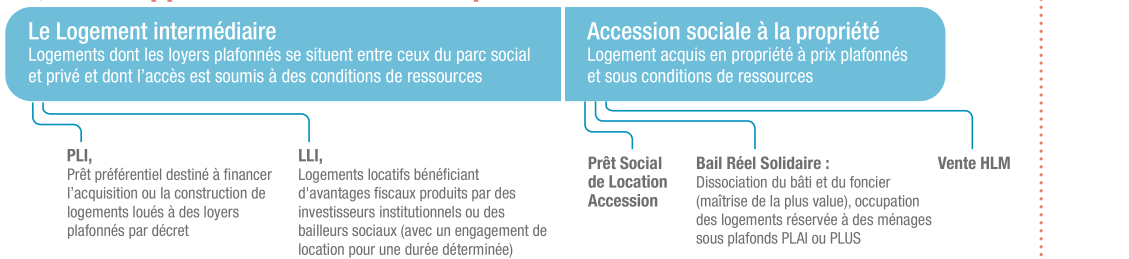 Le Logement intermédiaire
Logements dont les loyers plafonnés se situent entre ceux du parc social
et privé et dont l'accès est soumis à des conditions de ressources
Accession sociale à la propriété
Logement acquis en propriété à prix plafonnés
et sous conditions de ressources
PLI,
Prêt préférentiel destiné à financer
l'acquisition ou la construction de
logements loués à des loyers
plafonnés par décret
LLI,
Logements locatifs bénéficiant
d'avantages fiscaux produits par des
investisseurs institutionnels ou des
bailleurs sociaux (avec un engagement de
location pour une durée déterminée)
Prêt Social
de Location
Accession
Bail Réel Solidaire :
Dissociation du bâti et du foncier
(maîtrise de la plus value), occupation
des logements réservée à des ménages
sous plafonds PLAI ou PLUS
Vente HLM